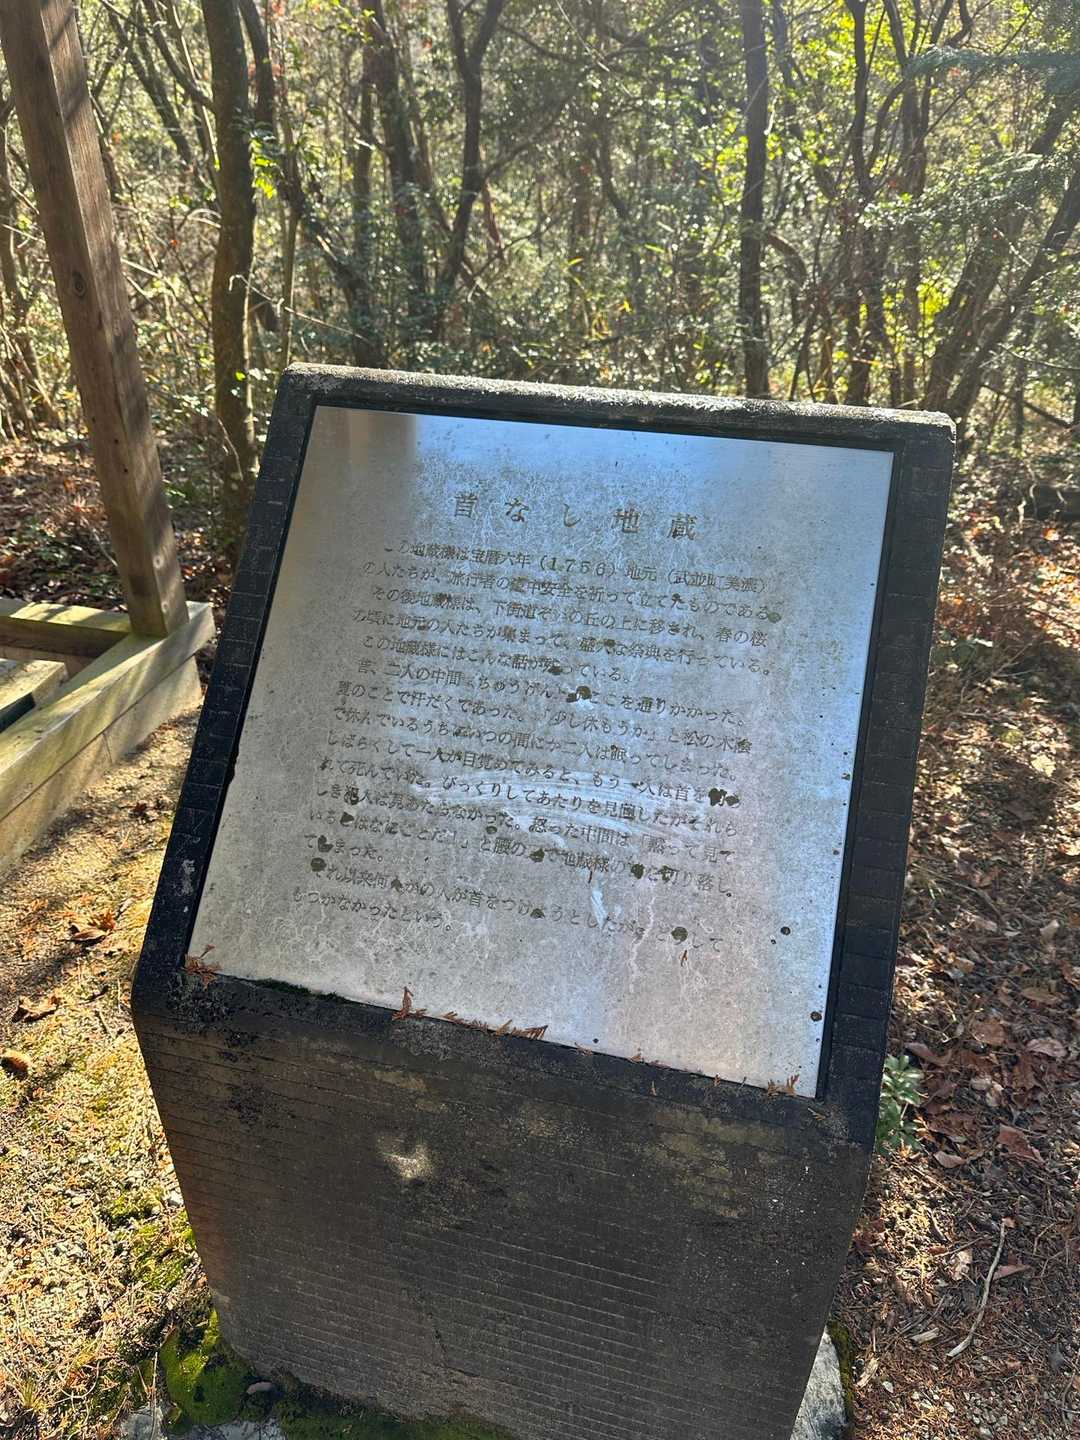 首なし地蔵
この地蔵様は宝暦六年(1756)地元(武並町美濃)
の人たちが、旅行者の道中安全を祈って立てたものである。
その後地蔵様は、下街道ぞいの丘の上に移され、春の桜
の頃に地元の人たちが集まって、盛大な祭典を行っている。
この地蔵様にはこんな話が残っている。
昔、二人の中間(ちゅうげん)がここを通りかかった。
夏のことで汗だくであった。「少し休もうか」と松の木陰
で休んでいるうちにいつの間にか二人は眠ってしまった。
しばらくして一人が目覚めてみると、もう一人は首を切ら
れて死んでいた。びっくりしてあたりを見回したがそれら
しき犯人は見あたらなかった。怒った中間は「黙って見て
いるとはなにごとだ!」と腰の で地蔵様の首を切り落し
てしまった。
それ以来何人かの人が首をつけようとしたが、どうして
もつかなかったという。